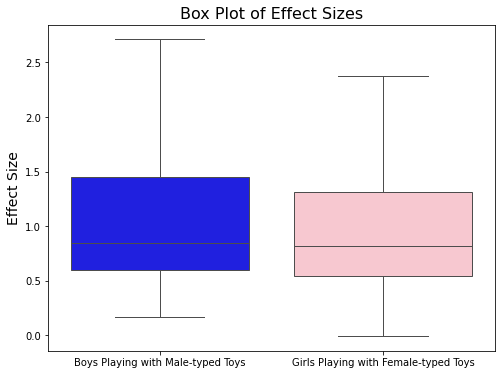 Box Plot of Effect Sizes
Effect Size
2.5
2.0
1.5
1.0
0.5
0.0
Boys Playing with Male-typed Toys
Girls Playing with Female-typed Toys